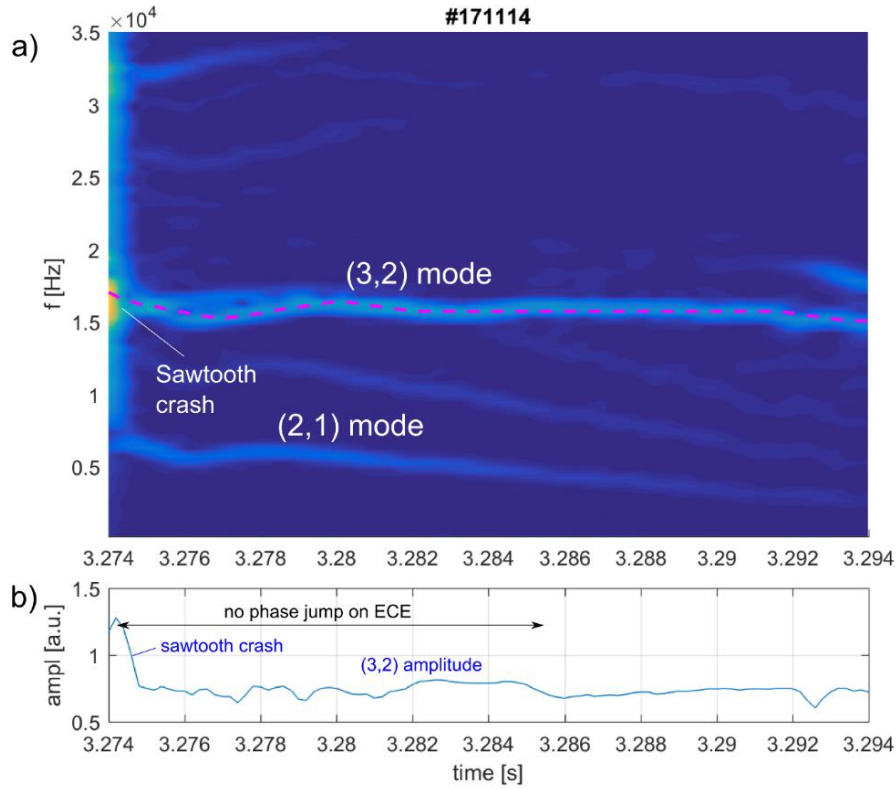 #171114
a)
×10^4
3.5
3
2.5
2
1.5
1
0.5
f [Hz]
(3,2) mode
Sawtooth
crash
(2,1) mode
3.274 3.276 3.278 3.28 3.282 3.284 3.286 3.288 3.29 3.292 3.294
b)
1.5
1
0.5
ampl [a.u.]
no phase jump on ECE
sawtooth crash
(3,2) amplitude
3.274 3.276 3.278 3.28 3.282 3.284 3.286 3.288 3.29 3.292 3.294
time [s]